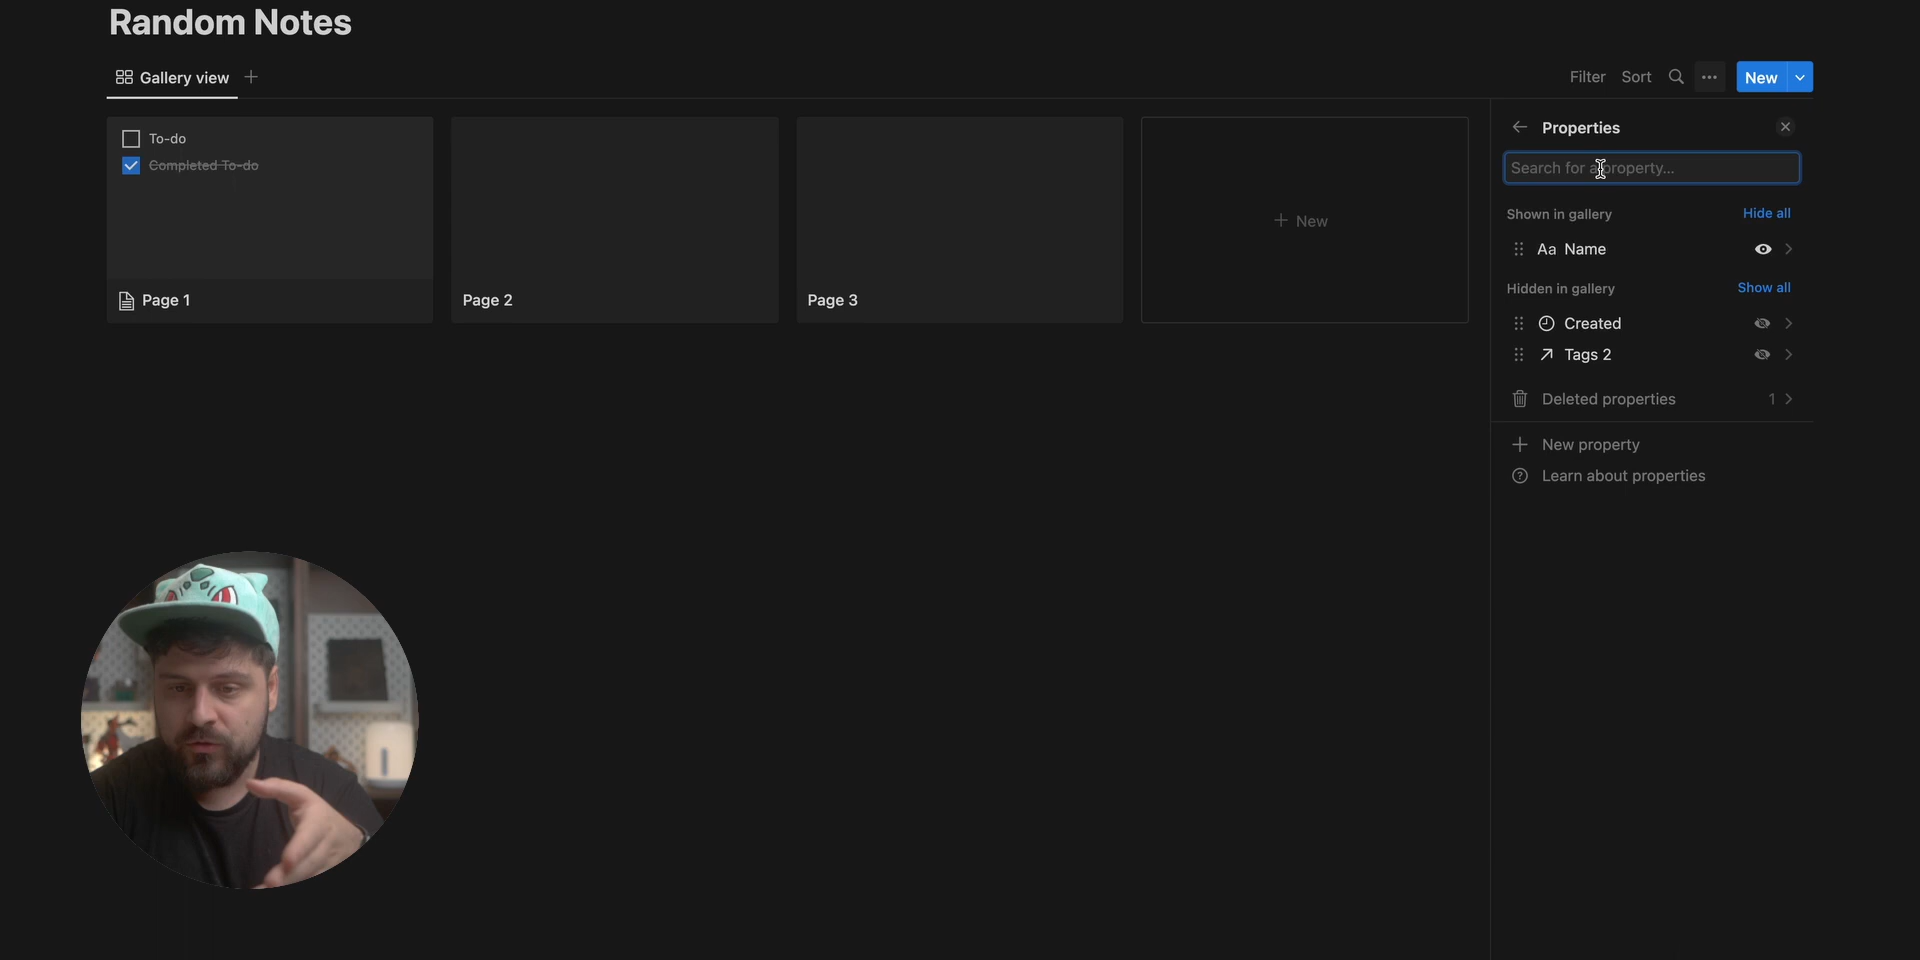 Random Notes
Gallery view
Filter Sort
New
To-do
Completed To-do
Page 1
Page 2
Page 3
New
Properties
Search for a property...
Shown in gallery Hide all
Aa Name
Hidden in gallery Show all
Created
Tags 2
Deleted properties 1
New property
Learn about properties